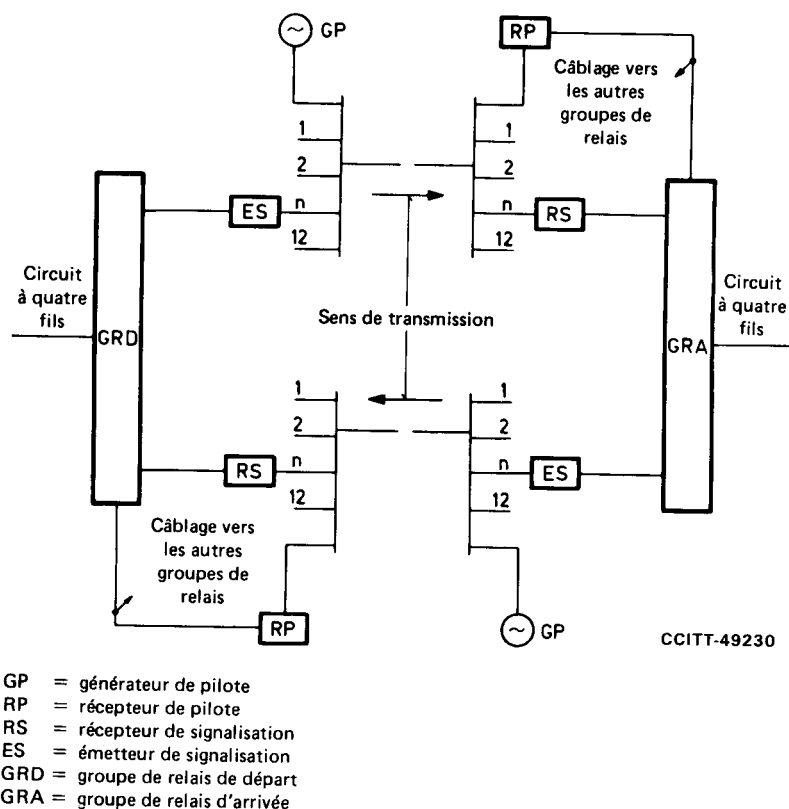 GP
RP
Câblage vers
les autres
groupes de
relais
1
2
n
12
ES
1
2
n
12
RS
Circuit
à quatre
fils
GRD
Sens de transmission
Circuit
à quatre
fils
GRA
1
2
n
12
RS
1
2
n
12
ES
Câblage vers
les autres
groupes de
relais
RP
GP
CCITT-49230
GP = générateur de pilote
RP = récepteur de pilote
RS = récepteur de signalisation
ES = émetteur de signalisation
GRD = groupe de relais de départ
GRA = groupe de relais d'arrivée